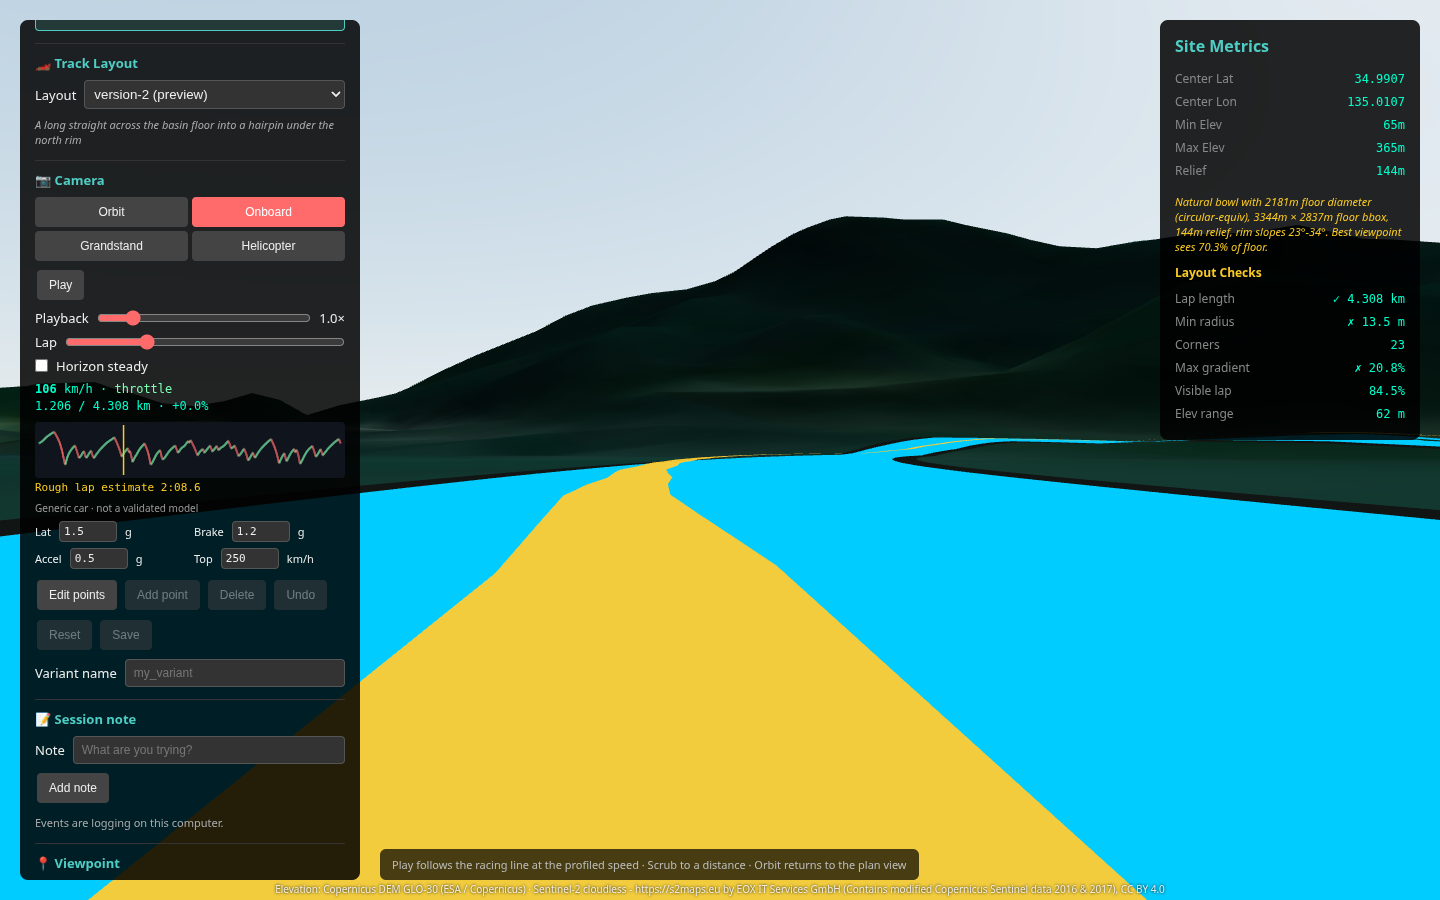 Track Layout
Layout version-2 (preview)
A long straight across the basin floor into a hairpin under the
north rim
Camera
Orbit Onboard
Grandstand Helicopter
Play
Playback 1.0×
Lap
Horizon steady
106 km/h · throttle
1.206 / 4.308 km · +0.0%
Rough lap estimate 2:08.6
Generic car · not a validated model
Lat 1.5 g Brake 1.2 g
Accel 0.5 g Top 250 km/h
Edit points Add point Delete Undo
Reset Save
Variant name my_variant
Session note
Note What are you trying?
Add note
Events are logging on this computer.
Viewpoint
Site Metrics
Center Lat 34.9907
Center Lon 135.0107
Min Elev 65m
Max Elev 365m
Relief 144m
Natural bowl with 2181m floor diameter
(circular-equiv), 3344m × 2837m floor bbox,
144m relief, rim slopes 23°-34°. Best viewpoint
sees 70.3% of floor.
Layout Checks
Lap length ✓ 4.308 km
Min radius ✗ 13.5 m
Corners 23
Max gradient ✗ 20.8%
Visible lap 84.5%
Elev range 62 m
Play follows the racing line at the profiled speed · Scrub to a distance · Orbit returns to the plan view
Elevation: Copernicus DEM GLO-30 (ESA / Copernicus) · Sentinel-2 cloudless - https://s2maps.eu by EOX IT Services GmbH (Contains modified Copernicus Sentinel data 2016 & 2017), CC BY 4.0